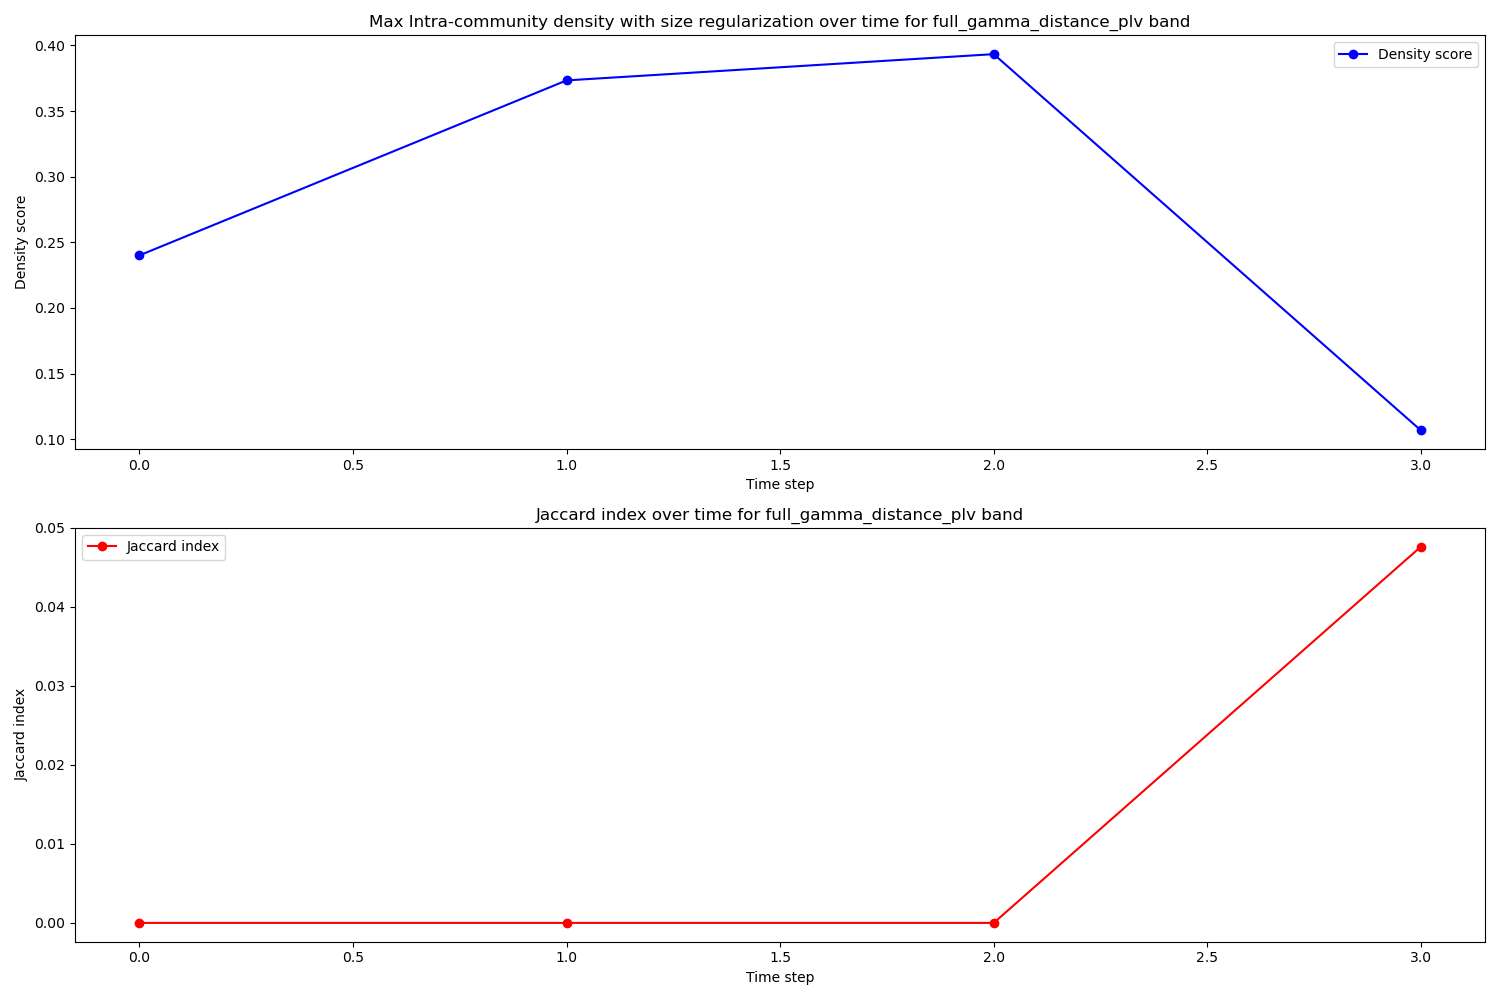 Max Intra-community density with size regularization over time for full_gamma_distance_plv band
Density score
0.40
0.35
0.30
0.25
0.20
0.15
0.10
Density score
0.0 0.5 1.0 1.5 2.0 2.5 3.0
Time step
Jaccard index over time for full_gamma_distance_plv band
Jaccard index
0.05
0.04
0.03
0.02
0.01
0.00
Jaccard index
0.0 0.5 1.0 1.5 2.0 2.5 3.0
Time step